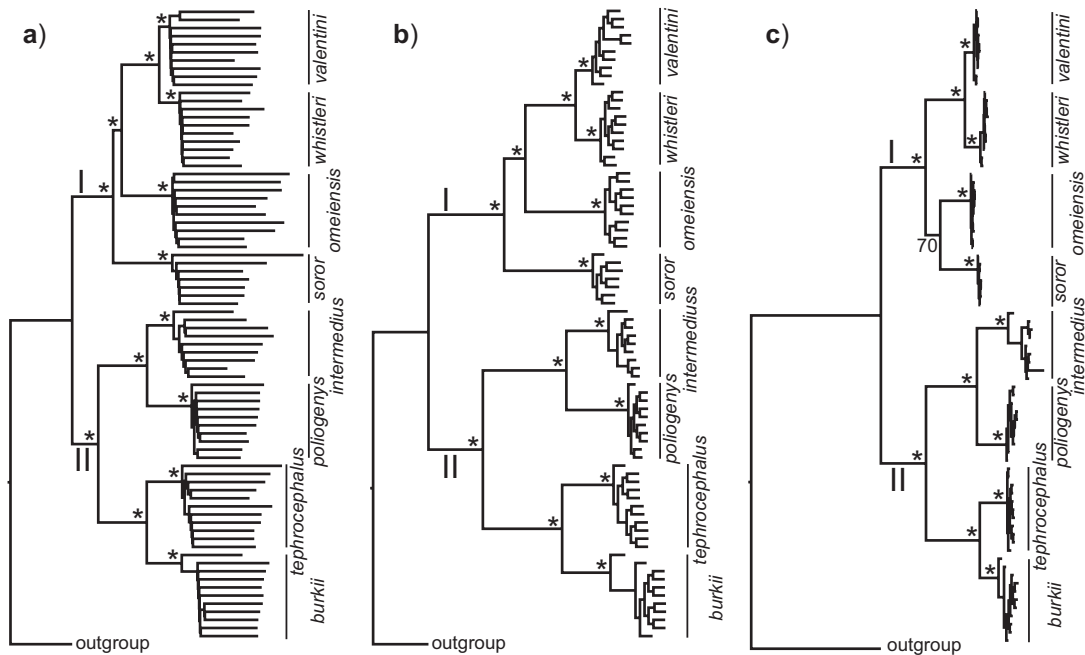 a)
*
*
*
*
*
*
*
I
*
*
*
*
II
*
*
valentini
whistleri
omeiensis
soror
intermedius
poliogenys
tephrocephalus
burkii
outgroup
b)
*
*
*
*
*
*
*
I
*
*
*
*
II
*
*
*
valentini
whistleri
omeiensis
soror
intermediuss
poliogenys
tephrocephalus
burkii
outgroup
c)
*
*
*
I
*
*
70
*
*
*
*
II
*
*
*
*
valentini
whistleri
omeiensis
soror
intermedius
poliogenys
tephrocephalus
burkii
outgroup